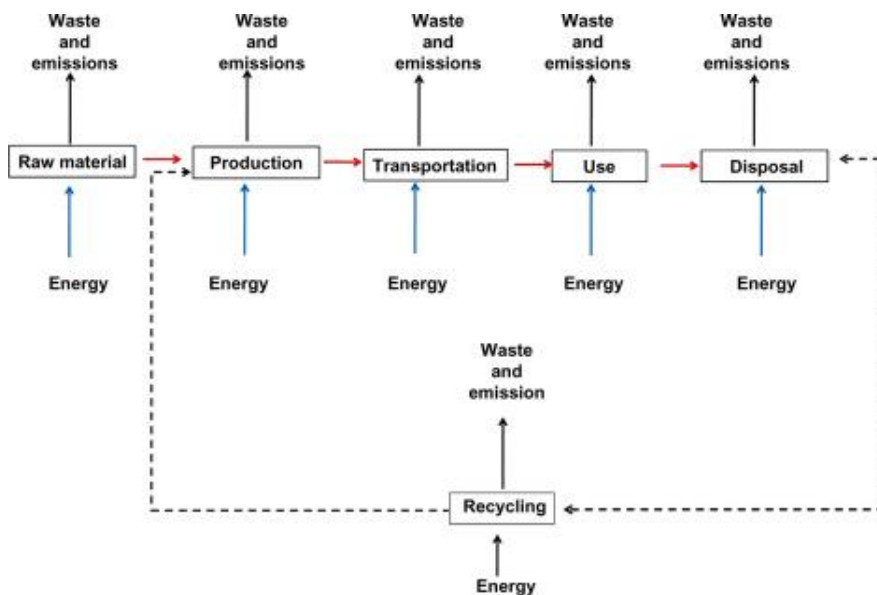 Waste
and
emissions
Waste
and
emissions
Waste
and
emissions
Waste
and
emissions
Waste
and
emissions
Raw material
Production
Transportation
Use
Disposal
Energy
Energy
Energy
Energy
Energy
Waste
and
emission
Recycling
Energy